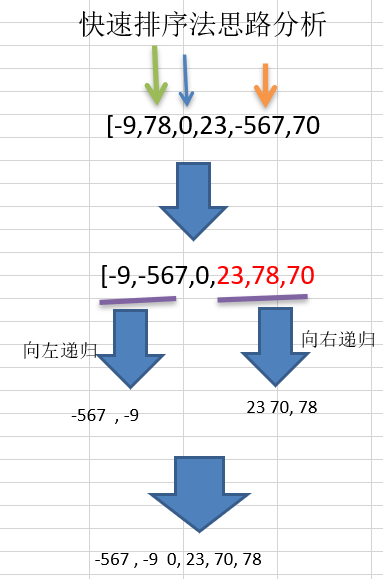 快速排序法思路分析
[-9,78,0,23,-567,70
[-9,-567,0,23,78,70
向左递归
向右递归
-567 , -9
23 70, 78
-567 , -9 0, 23, 70, 78